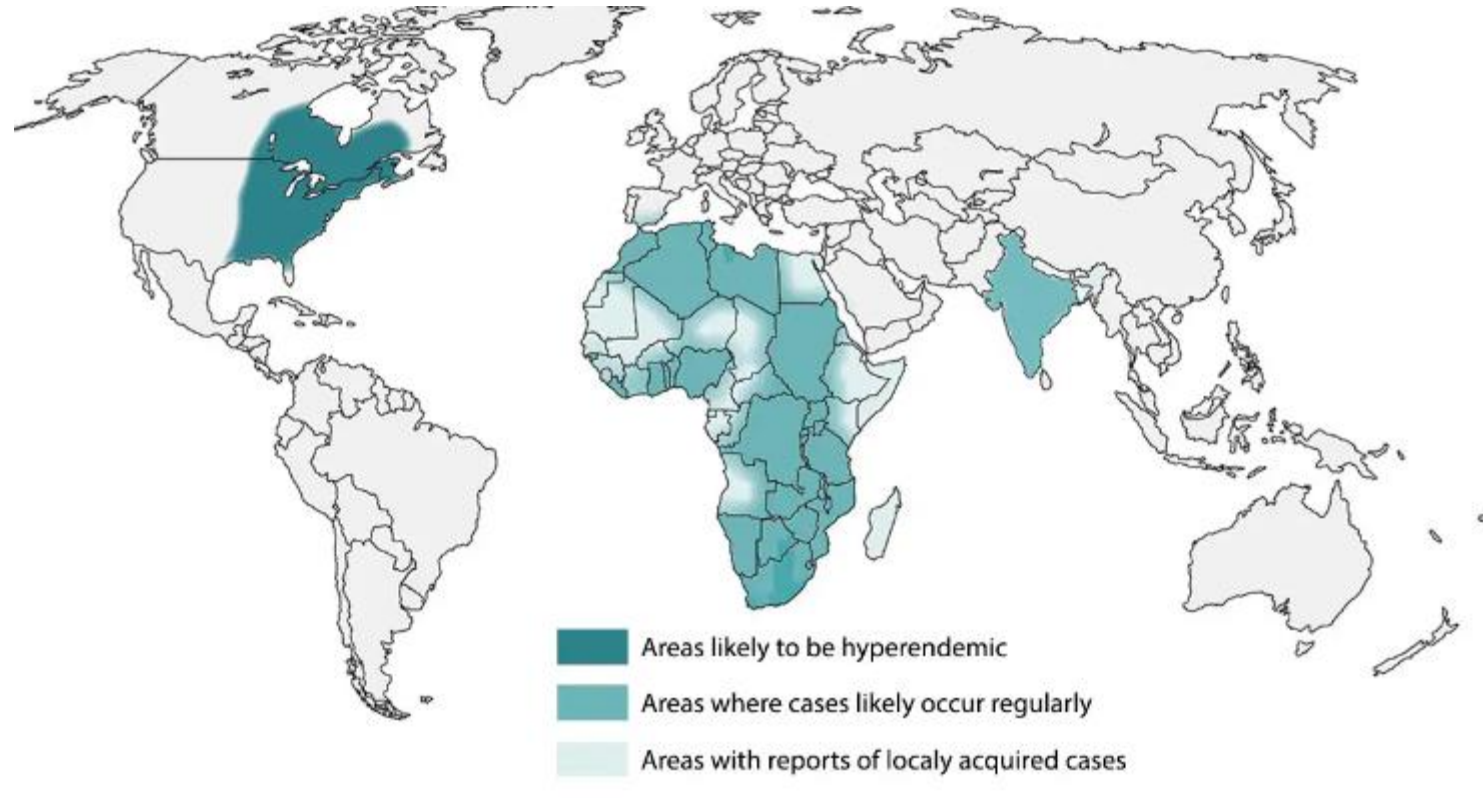 Areas likely to be hyperendemic
Areas where cases likely occur regularly
Areas with reports of localy acquired cases